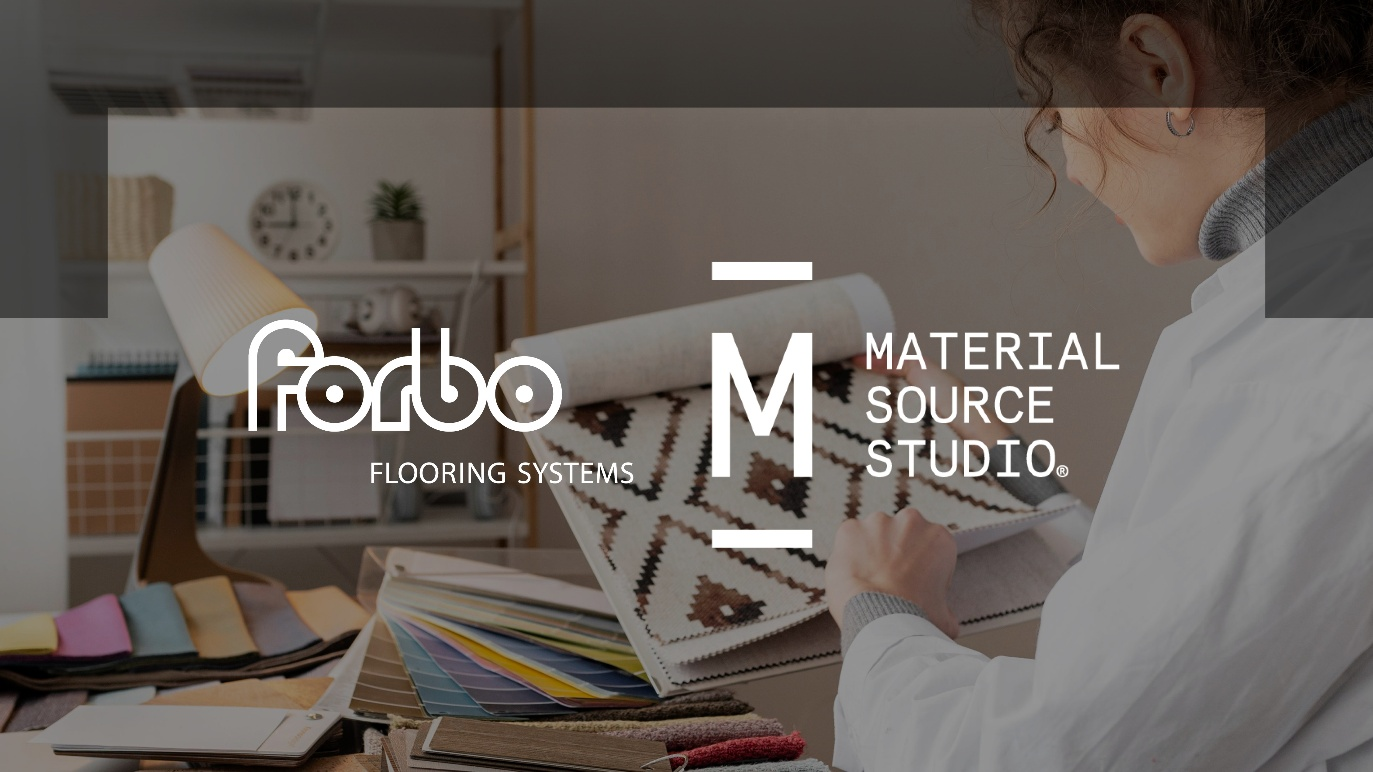 forbo
FLOORING SYSTEMS
M
MATERIAL
SOURCE
STUDIO®